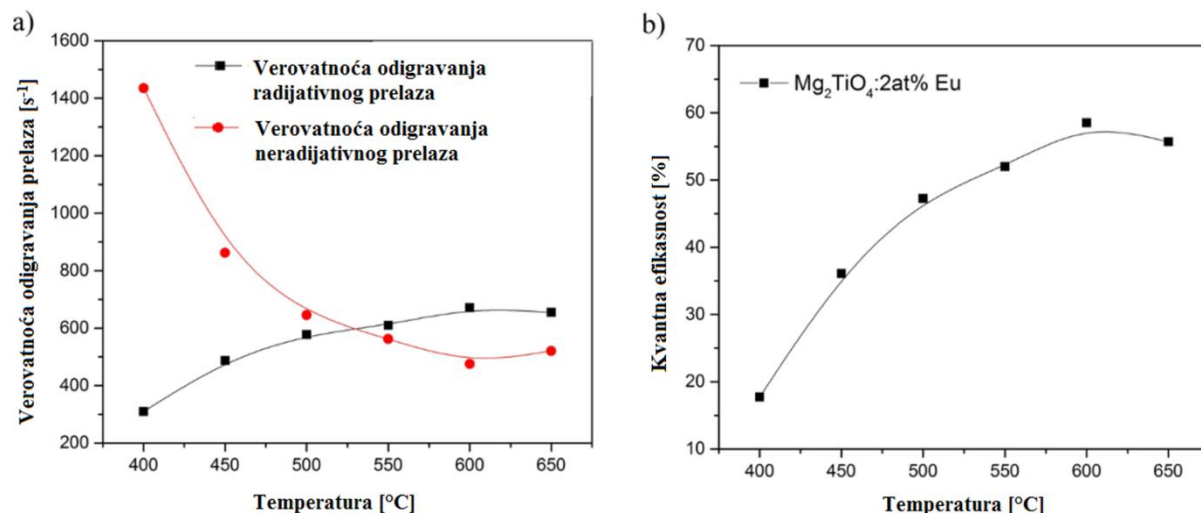 a)
1600
1400
1200
1000
800
600
400
200
Verovatnoća odigravanja prelaza [s⁻¹]
Verovatnoća odigravanja
radijativnog prelaza
Verovatnoća odigravanja
neradijativnog prelaza
400 450 500 550 600 650
Temperatura [°C]
b)
70
60
50
40
30
20
10
Kvantna efikasnost [%]
Mg₂TiO₄:2at% Eu
400 450 500 550 600 650
Temperatura [°C]